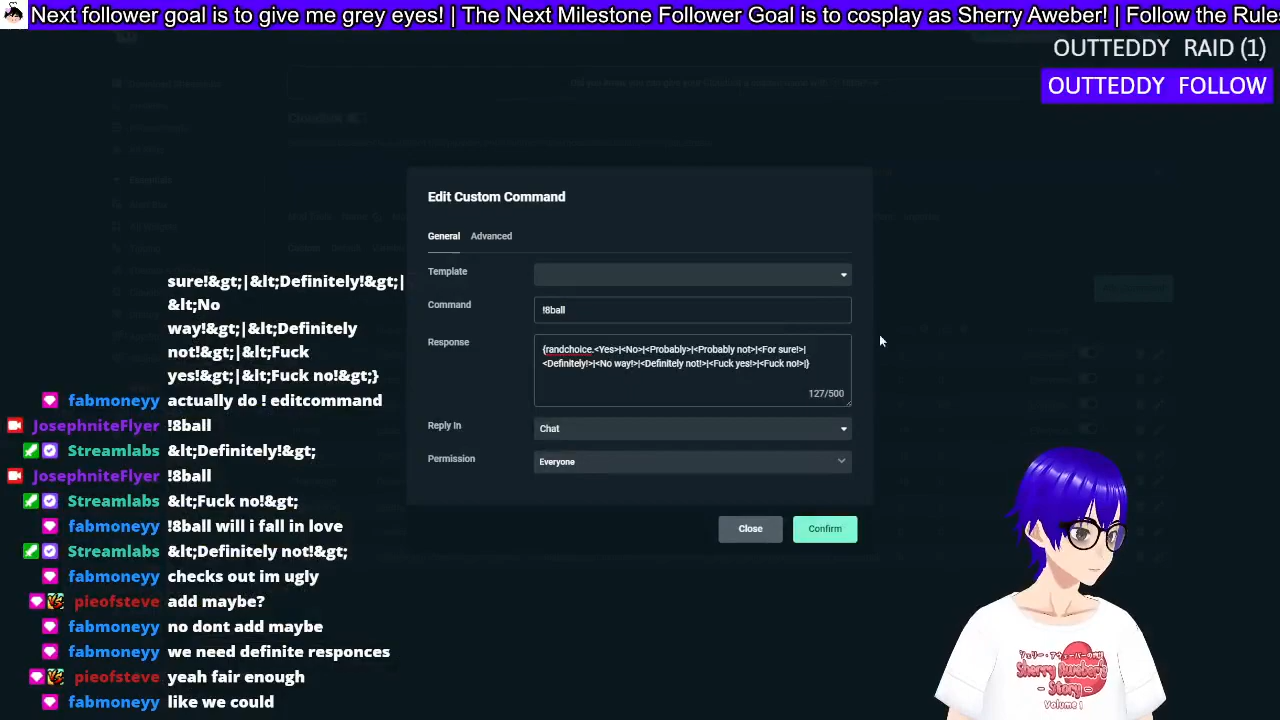 Next follower goal is to give me grey eyes! | The Next Milestone Follower Goal is to cosplay as Sherry Aweber! | Follow the Rules
OUTTEDDY RAID (1)
OUTTEDDY FOLLOW
Edit Custom Command
General Advanced
Template
Command !8ball
Response {randchoice.<Yes>|<No>|<Probably>|<Probably not>|<For sure!>|
<Definitely!>|<No way!>|<Definitely not!>|<Fuck yes!>|<Fuck no!>|}
127/500
Reply In Chat
Permission Everyone
Close Confirm
sure!&gt;|&lt;Definitely!&gt;|
&lt;No
way!&gt;|&lt;Definitely
not!&gt;|&lt;Fuck
yes!&gt;|&lt;Fuck no!&gt;}
fabmoneyy actually do ! editcommand
JosephniteFlyer !8ball
Streamlabs &lt;Definitely!&gt;
JosephniteFlyer !8ball
Streamlabs &lt;Fuck no!&gt;
fabmoneyy !8ball will i fall in love
Streamlabs &lt;Definitely not!&gt;
fabmoneyy checks out im ugly
pieofsteve add maybe?
fabmoneyy no dont add maybe
fabmoneyy we need definite responces
pieofsteve yeah fair enough
fabmoneyy like we could
Sherry Aweber's
- Story -
Volume 1